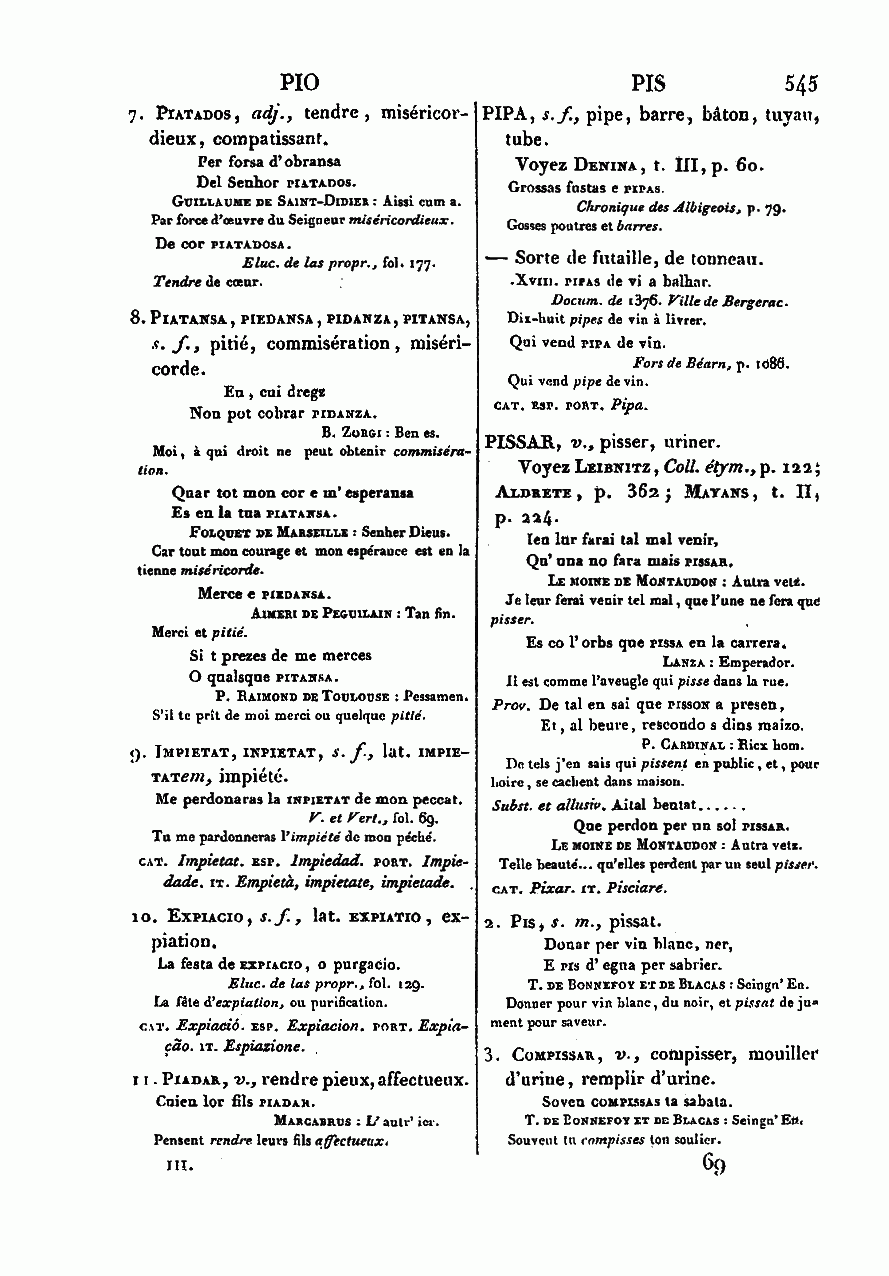 PIO
PIS 545
7. PIATADOS, adj., tendre, miséricor-
dieux, compatissant.
Per forsa d'obransa
Del Senhor PIATADOS.
GUILLAUME DE SAINT-DIDIER : Aissi cum a.
Par force d'œuvre du Seigneur miséricordieux.
De cor PIATADOSA.
Eluc. de las propr., fol. 177.
Tendre de cœur.
8. PIATANSA, PIEDANSA, PIDANZA, PITANSA,
s. f., pitié, commisération, miséri-
corde.
En, cui dregz
Non pot cobrar PIDANZA.
B. ZORGI : Ben es.
Moi, à qui droit ne peut obtenir commiséra-
tion.
Quar tot mon cor e m'esperansa
Es en la tua PIATANSA.
FOLQUET DE MARSEILLE : Senher Dieus.
Car tout mon courage et mon espérance est en la
tienne miséricorde.
Merce e PIEDANSA.
AIMERI DE PEGUILAIN : Tan fin.
Merci et pitié.
Si t prezes de me merces
O qualsque PITANSA.
P. RAIMOND DE TOULOUSE : Pessamen.
S'il te prît de moi merci ou quelque pitié.
9. IMPIETAT, INPIETAT, s. f., lat. IMPIE-
TATem, impiété.
Me perdonaras la INPIETAT de mon peccat.
V. et Vert., fol. 69.
Tu me pardonneras l'impiété de mon péché.
CAT. Impietat. ESP. Impiedad. PORT. Impie-
dade. IT. Empietà, impietate, impietade.
10. EXPIACIO, s. f., lat. EXPIATIO, ex-
piation.
La festa de EXPIACIO, o purgacio.
Eluc. de las propr., fol. 129.
La fête d'expiation, ou purification.
CAT. Expiació. ESP. Expiacion. PORT. Expia-
ção. IT. Espiazione.
11. PIADAR, v., rendre pieux, affectueux.
Cuien lor fils PIADAR.
MARCABRUS : L'autr' ier.
Pensent rendre leurs fils affectueux.
III.
PIPA, s. f., pipe, barre, bâton, tuyau,
tube.
Voyez DENINA, t. III, p. 60.
Grossas fustas e PIPAS.
Chronique des Albigeois, p. 79.
Gosses poutres et barres.
— Sorte de futaille, de tonneau.
.XVIII. PIPAS de vi a balhar.
Docum. de 1376. Ville de Bergerac.
Dix-huit pipes de vin à livrer.
Qui vend PIPA de vin.
Fors de Béarn, p. 1086.
Qui vend pipe de vin.
CAT. ESP. PORT. Pipa.
PISSAR, v., pisser, uriner.
Voyez LEIBNITZ, Coll. étym., p. 122;
ALDRETE, p. 362; MAYANS, t. II,
p. 224.
Ieu lur farai tal mal venir,
Qu' una no fara mais PISSAR.
LE MOINE DE MONTAUDON : Autra vetz.
Je leur ferai venir tel mal, que l'une ne fera que
pisser.
Es co l'orbs que PISSA en la carrera.
LANZA : Emperador.
Il est comme l'aveugle qui pisse dans la rue.
Prov. De tal en sai que PISSON a presen,
Et, al beure, rescondo s dins maizo.
P. CARDINAL : Ricx hom.
De tels j'en sais qui pissent en public, et, pour
boire, se cachent dans maison.
Subst. et allusiv. Aital beutat......
Que perdon per un sol PISSAR.
LE MOINE DE MONTAUDON : Autra vetz.
Telle beauté... qu'elles perdent par un seul pisser.
CAT. Pixar. IT. Pisciare.
2. PIS, s. m., pissat.
Donar per vin blanc, ner,
E PIS d'egna per sabrier.
T. DE BONNEFOY ET DE BLACAS : Seingn' En.
Donner pour vin blanc, du noir, et pissat de ju-
ment pour saveur.
3. COMPISSAR, v., compisser, mouiller
d'urine, remplir d'urine.
Soven COMPISSAS ta sabata.
T. DE BONNEFOY ET DE BLACAS : Seingn' En.
Souvent tu compisses ton soulier.
69